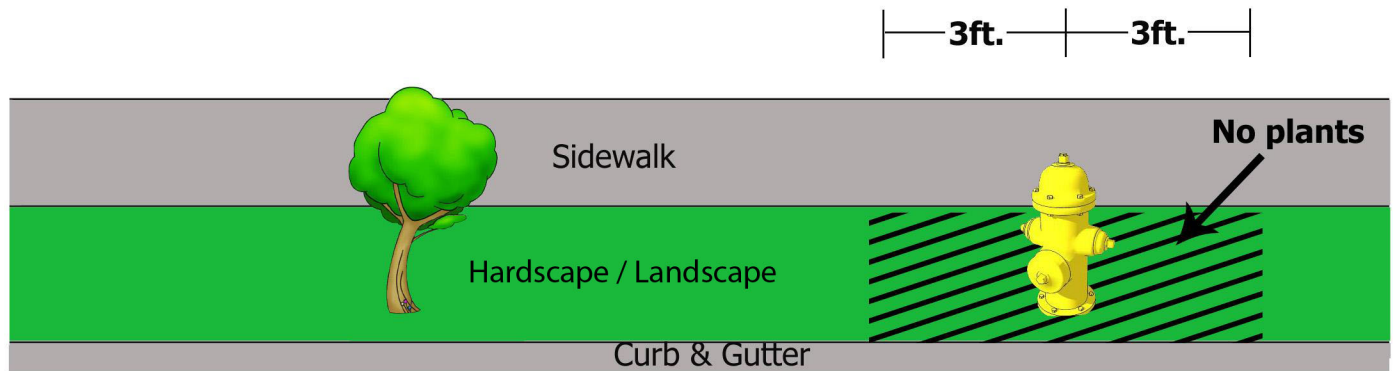 3ft. 3ft.
No plants
Sidewalk
Hardscape / Landscape
Curb & Gutter